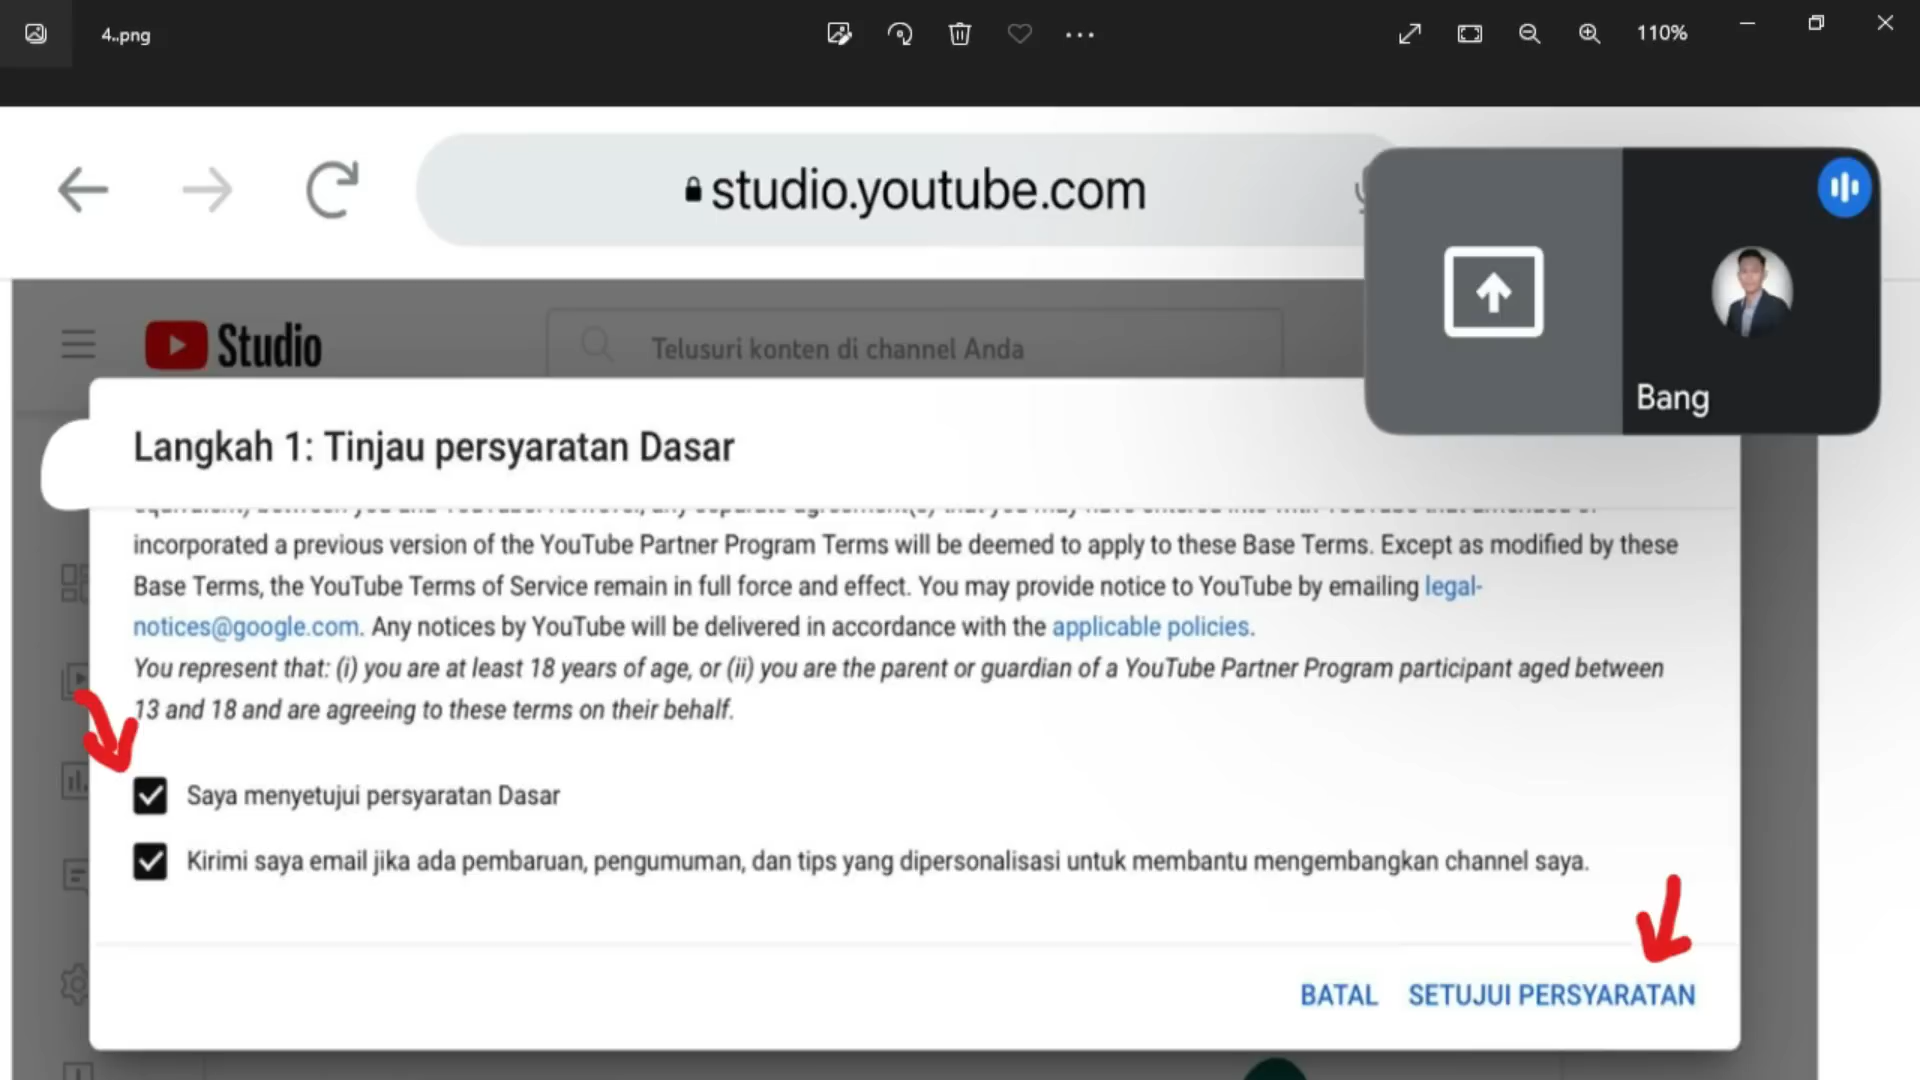 4..png
110%
studio.youtube.com
Studio
Telusuri konten di channel Anda
Bang
Langkah 1: Tinjau persyaratan Dasar
incorporated a previous version of the YouTube Partner Program Terms will be deemed to apply to these Base Terms. Except as modified by these
Base Terms, the YouTube Terms of Service remain in full force and effect. You may provide notice to YouTube by emailing legal-
notices@google.com. Any notices by YouTube will be delivered in accordance with the applicable policies.
You represent that: (i) you are at least 18 years of age, or (ii) you are the parent or guardian of a YouTube Partner Program participant aged between
13 and 18 and are agreeing to these terms on their behalf.
Saya menyetujui persyaratan Dasar
Kirimi saya email jika ada pembaruan, pengumuman, dan tips yang dipersonalisasi untuk membantu mengembangkan channel saya.
BATAL SETUJUI PERSYARATAN